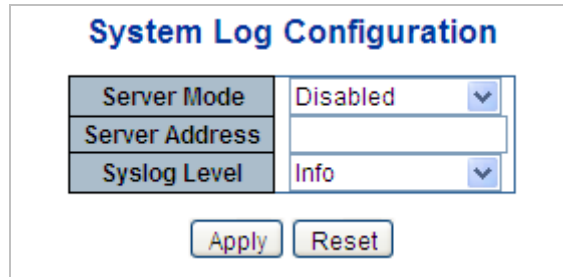 System Log Configuration
Server Mode Disabled
Server Address
Syslog Level Info
Apply Reset